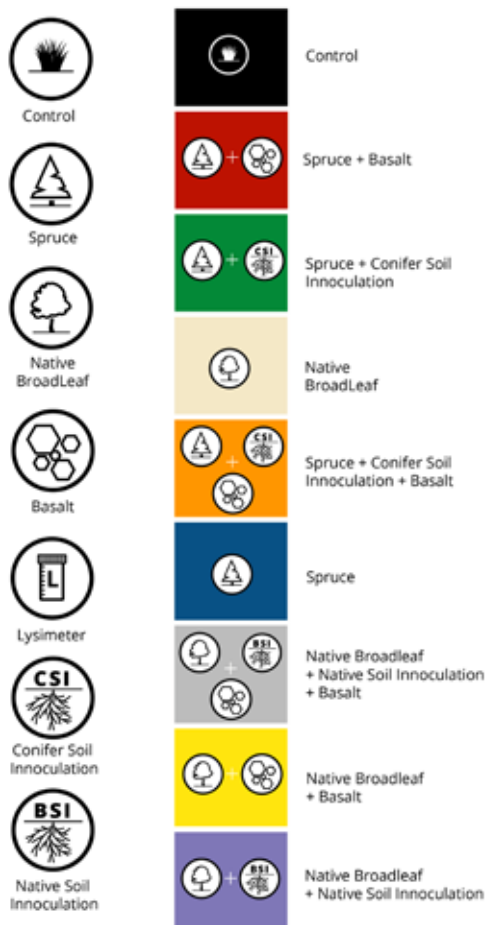 Control
Spruce
Native
BroadLeaf
Basalt
L
Lysimeter
CSI
Conifer Soil
Innoculation
BSI
Native Soil
Innoculation
Control
+
Spruce + Basalt
+ CSI
Spruce + Conifer Soil
Innoculation
Native
BroadLeaf
CSI
+
Spruce + Conifer Soil
Innoculation + Basalt
Spruce
BSI
+
Native Broadleaf
+ Native Soil Innoculation
+ Basalt
+
Native Broadleaf
+ Basalt
+ BSI
Native Broadleaf
+ Native Soil Innoculation